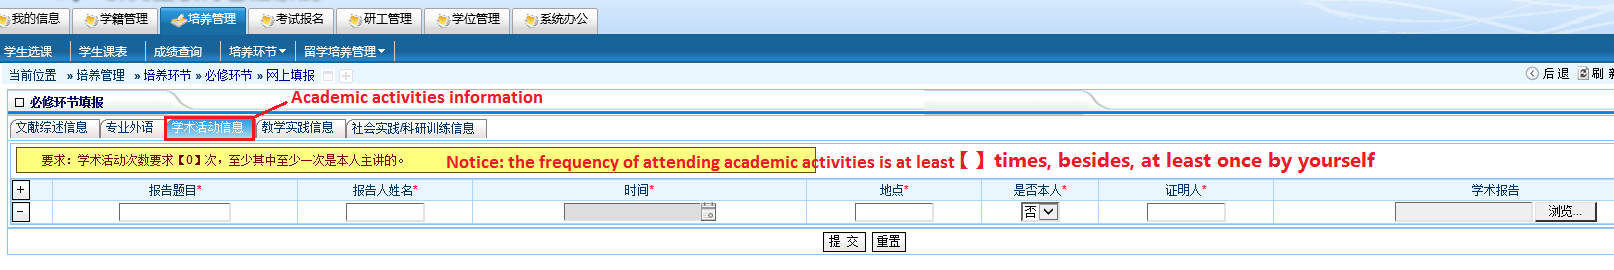 我的信息 学籍管理 培养管理 考试报名 研工管理 学位管理 系统办公
学生选课 学生课表 成绩查询 培养环节 留学培养管理
当前位置 » 培养管理 » 培养环节 » 必修环节 » 网上填报 后退 刷新
必修环节填报 Academic activities information
文献综述信息 专业外语 学术活动信息 教学实践信息 社会实践/科研训练信息
要求：学术活动次数要求【0】次，至少其中至少一次是本人主讲的。 Notice: the frequency of attending academic activities is at least【 】times, besides, at least once by yourself
+ 报告题目* 报告人姓名* 时间* 地点* 是否本人* 证明人* 学术报告
− 否 浏览...
提 交 重置